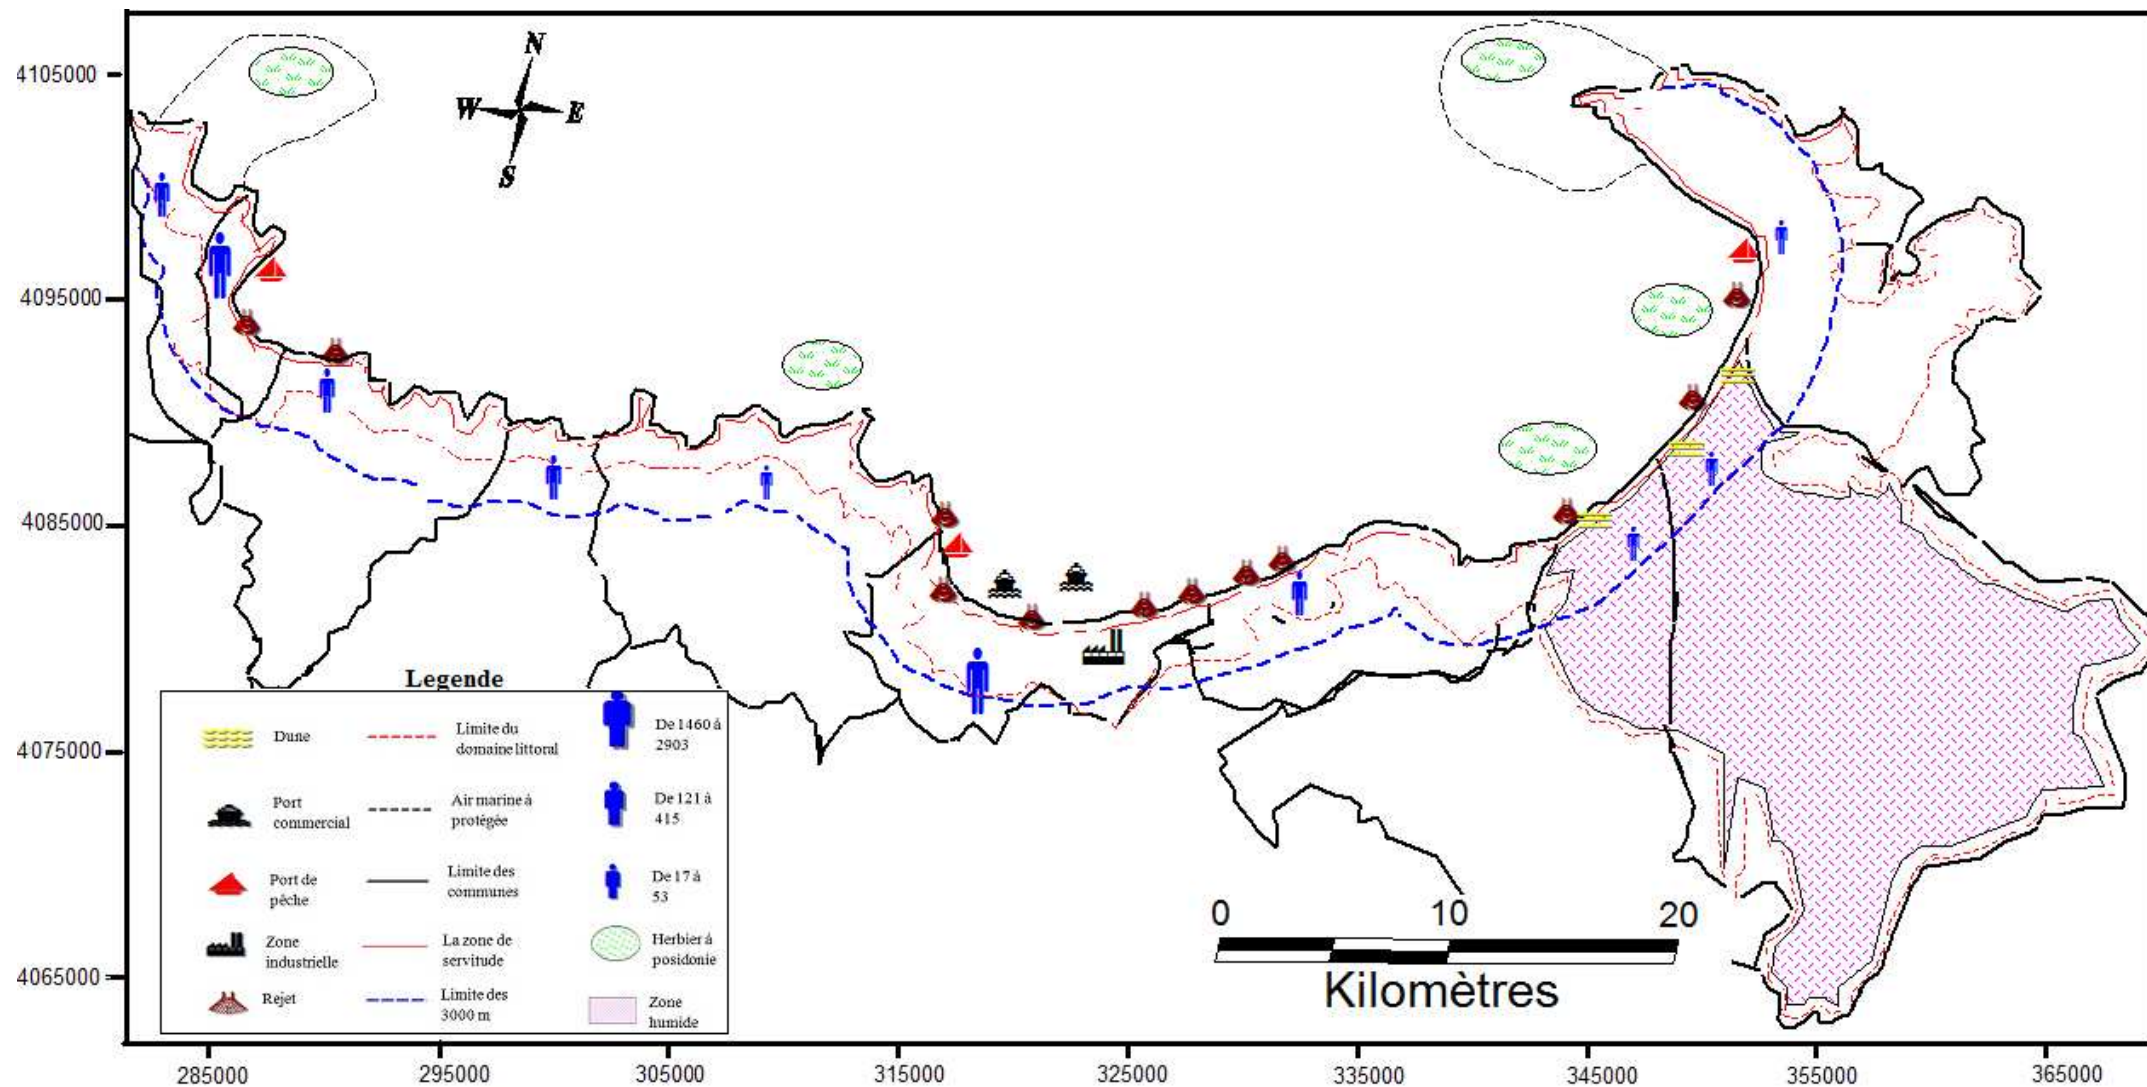 N
W E
S
4105000
4095000
4085000
4075000
4065000
Legende
Dune
Limite du
domaine littoral
De 1460 à
2903
Port
commercial
Air marine à
protégée
De 121 à
415
Port de
pêche
Limite des
communes
De 17 à
53
Zone
industrielle
La zone de
servitude
Herbier à
posidonie
Rejet
Limite des
3000 m
Zone
humide
0 10 20
Kilomètres
285000 295000 305000 315000 325000 335000 345000 355000 365000